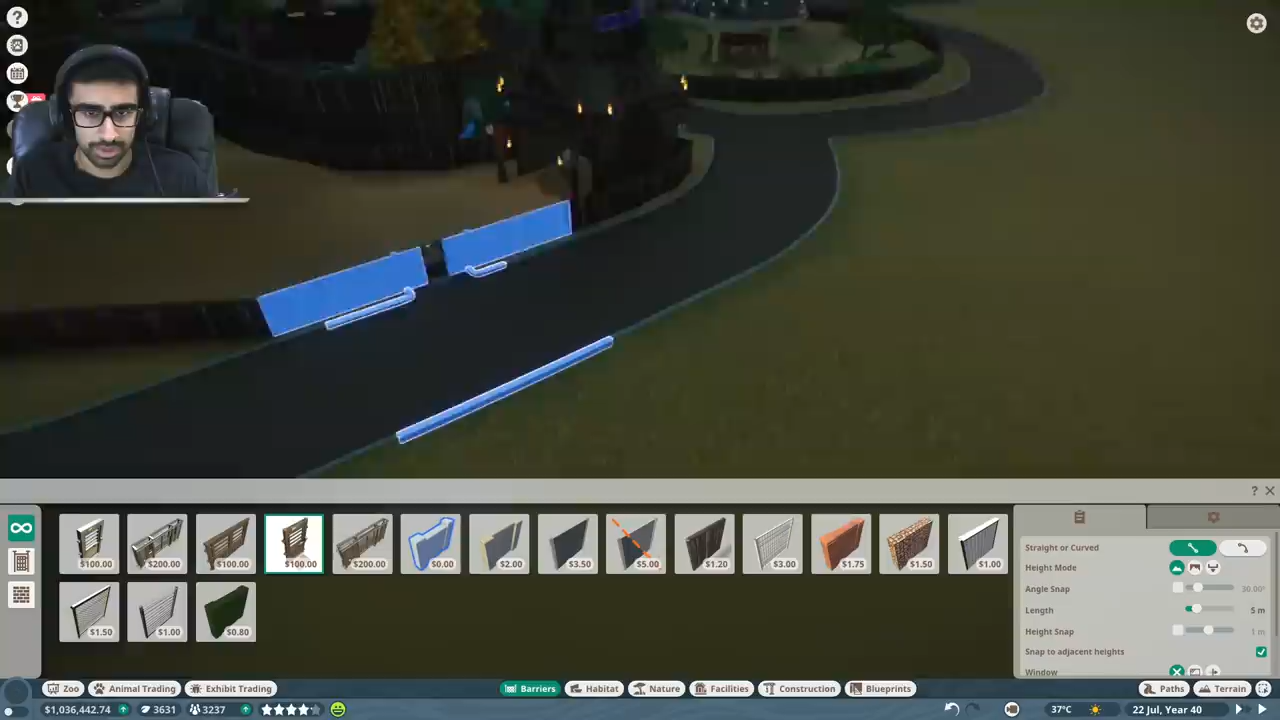 ?
? ×
$100.00 $200.00 $100.00 $100.00 $200.00 $0.00 $2.00 $3.50 $5.00 $1.20 $3.00 $1.75 $1.50 $1.00
$1.50 $1.00 $0.80
Straight or Curved
Height Mode
Angle Snap 30.00°
Length 5 m
Height Snap 1 m
Snap to adjacent heights
Window
Zoo Animal Trading Exhibit Trading Barriers Habitat Nature Facilities Construction Blueprints Paths Terrain
$1,036,442.74 3631 3237 37°C 22 Jul, Year 40